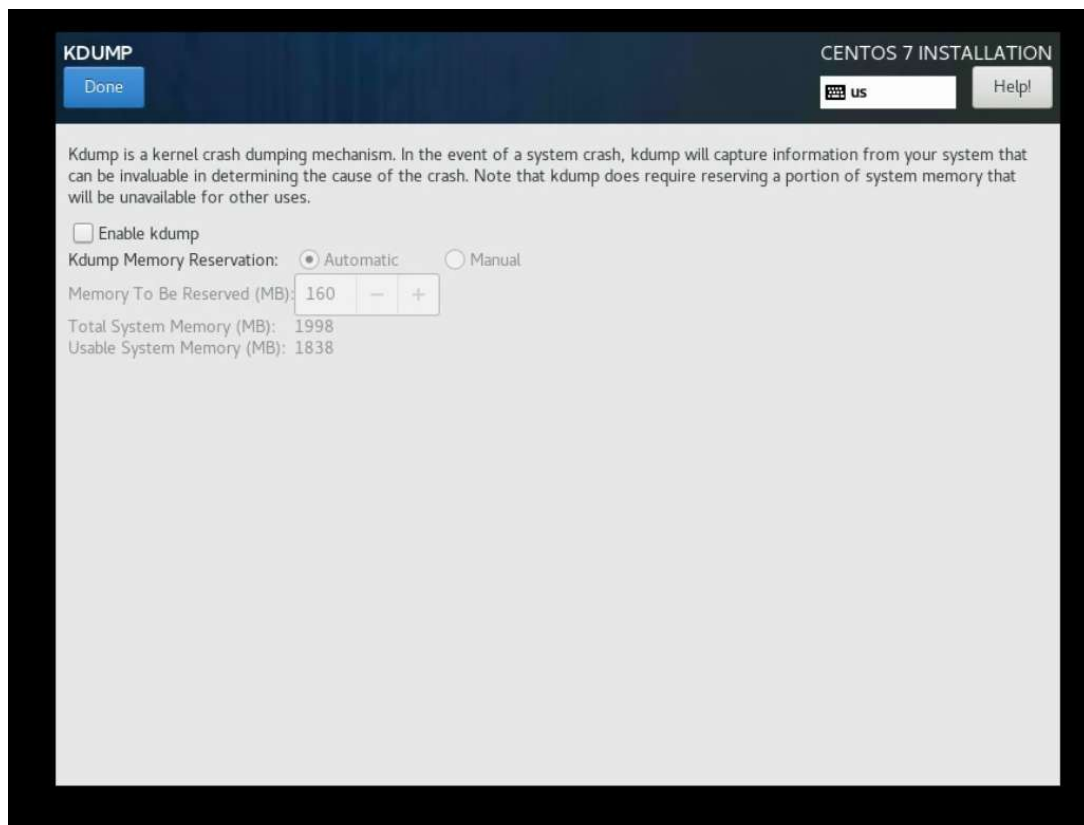 KDUMP
CENTOS 7 INSTALLATION
Done
us
Help!
Kdump is a kernel crash dumping mechanism. In the event of a system crash, kdump will capture information from your system that
can be invaluable in determining the cause of the crash. Note that kdump does require reserving a portion of system memory that
will be unavailable for other uses.
Enable kdump
Kdump Memory Reservation: Automatic Manual
Memory To Be Reserved (MB): 160 − +
Total System Memory (MB): 1998
Usable System Memory (MB): 1838